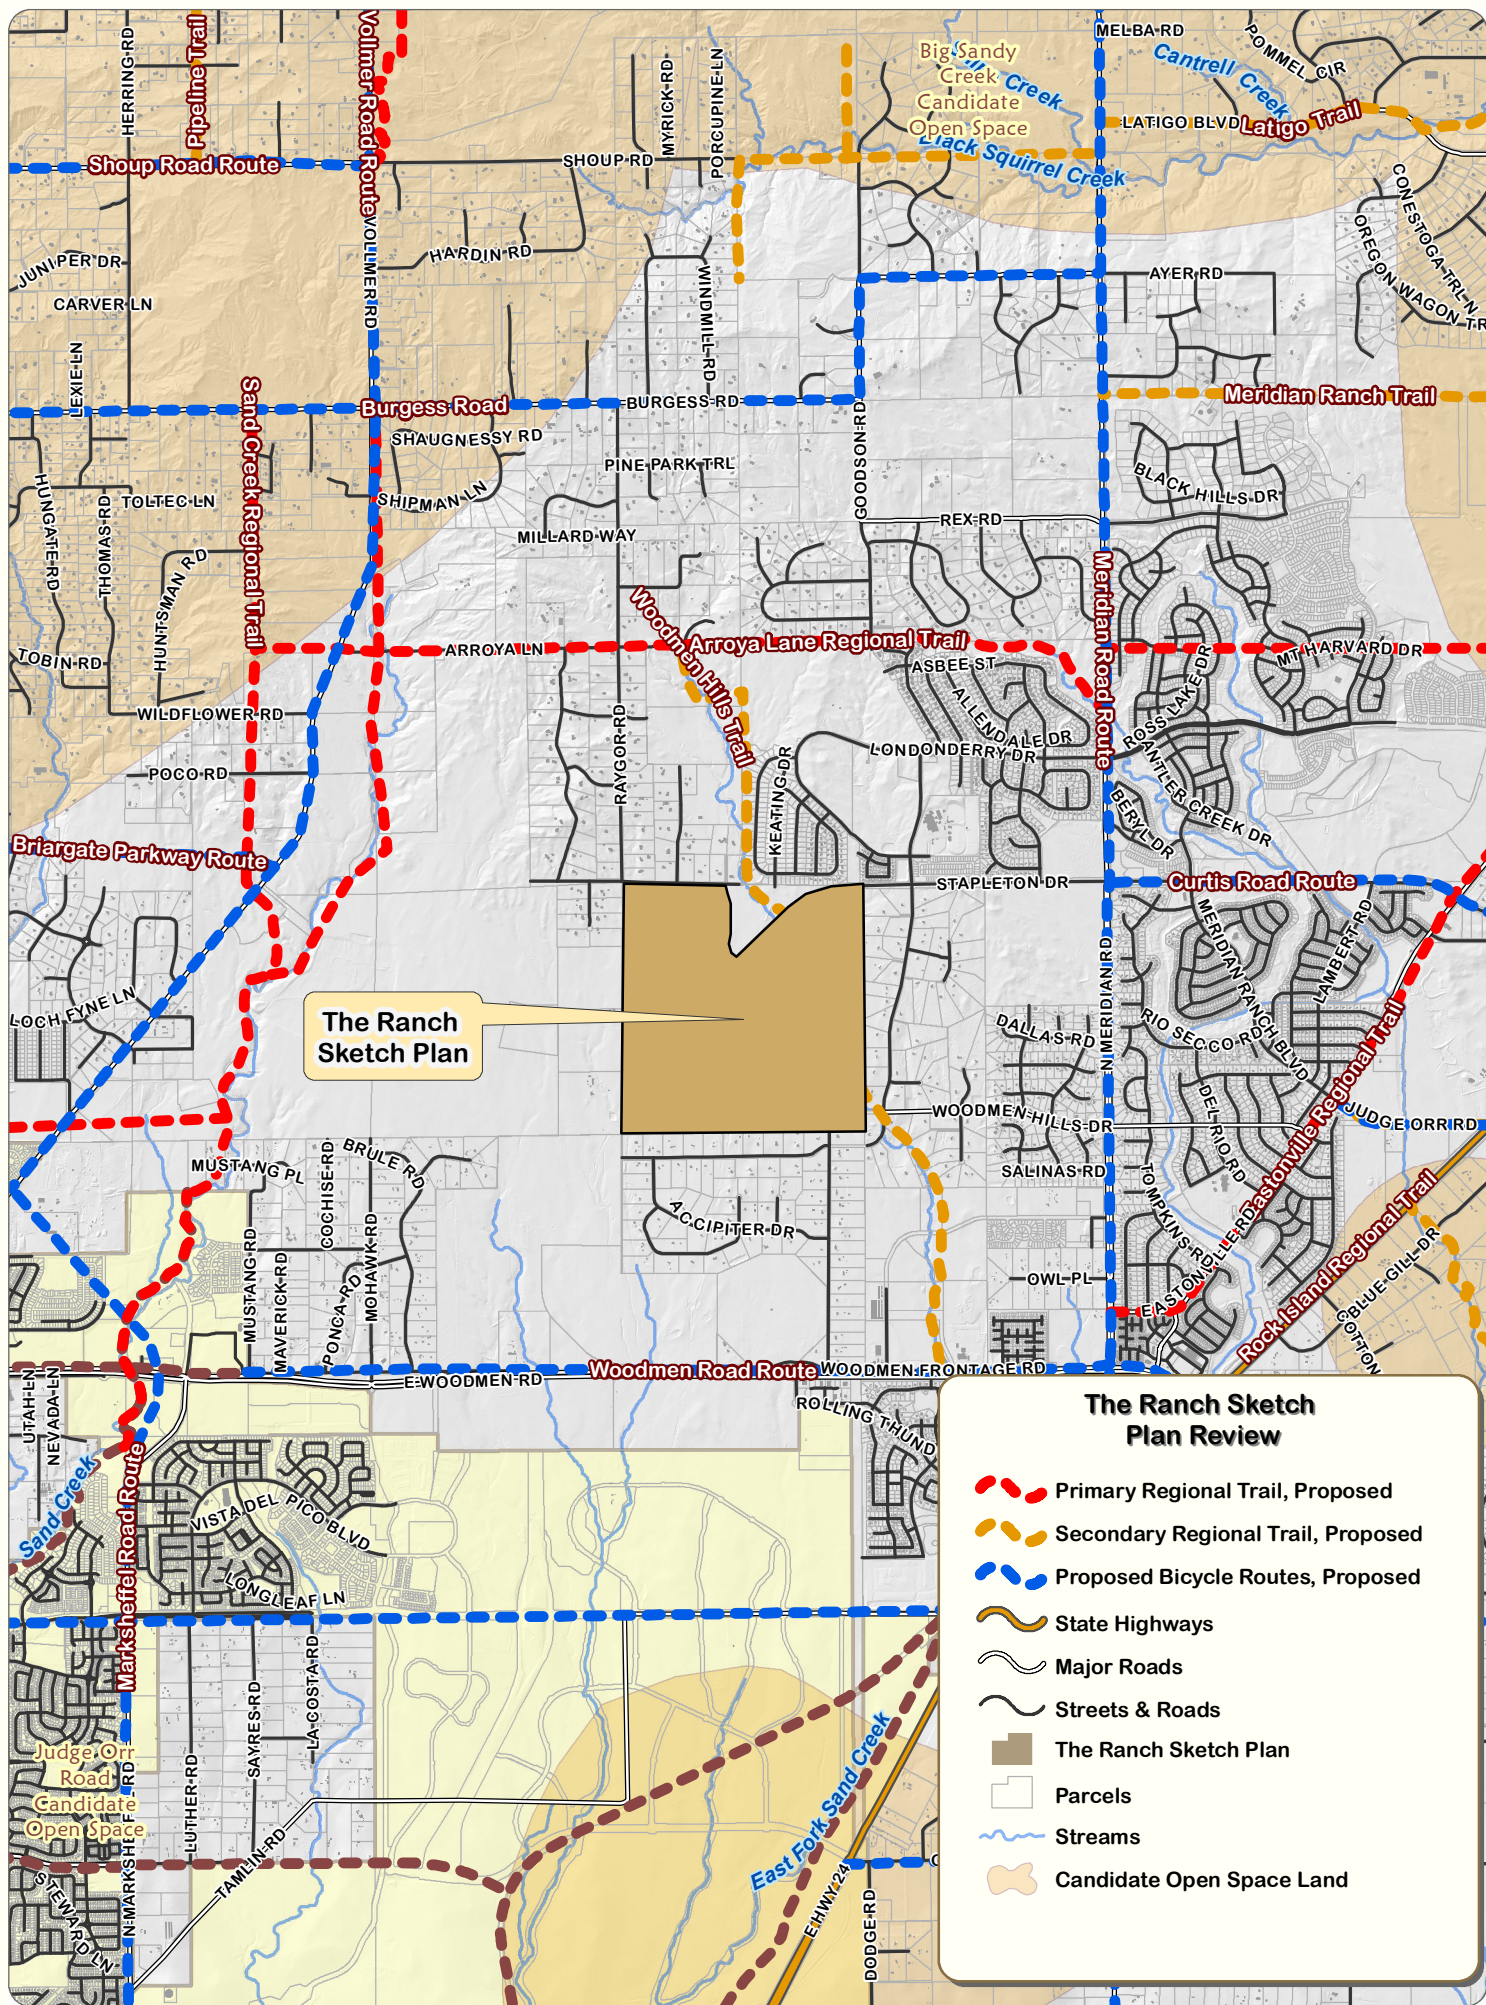 HERRING RD
Pipeline Trail
Vollmer Road Route
MYRICK RD
PORCUPINE LN
Big Sandy
Creek
Candidate
Open Space
MELBA RD
POMMEL CIR
Cantrell Creek
LATIGO BLVD
Latigo Trail
Black Squirrel Creek
Shoup Road Route
SHOUP RD
CONESTOGA TRL N
OREGON WAGON TR
JUNIPER DR
CARVER LN
VOLLMER RD
HARDIN RD
WINDMILL RD
AYER RD
LEXIE LN
Burgess Road
BURGESS RD
Meridian Ranch Trail
Sand Creek Regional Trail
SHAUGNESSY RD
SHIPMAN LN
PINE PARK TRL
GOODSON RD
BLACK HILLS DR
HUNGATE RD
THOMAS RD
TOLTEC LN
HUNTSMAN RD
MILLARD WAY
REX RD
Woodmen Hills Trail
Meridian Road Route
TOBIN RD
ARROYA LN
Arroya Lane Regional Trail
ASBEE ST
MT HARVARD DR
ROSS LAKE DR
WILDFLOWER RD
ALLENDALE DR
LONDONDERRY DR
POCO RD
RAYGOR RD
KEATING DR
ANTLER CREEK DR
BERYL DR
Briargate Parkway Route
STAPLETON DR
Curtis Road Route
MERIDIAN RANCH BLVD
LAMBERT RD
LOCH FYNE LN
The Ranch
Sketch Plan
DALLAS RD
N MERIDIAN RD
RIO SECCO RD
Eastonville Regional Trail
WOODMEN HILLS DR
DEL RIO RD
JUDGE ORR RD
MUSTANG PL
COCHISE RD
BRULE RD
SALINAS RD
TOMPKINS RD
ACCIPITER DR
MUSTANG RD
MAVERICK RD
PONCA RD
MOHAWK RD
OWL PL
EASTONVILLE RD
Rock Island Regional Trail
BLUE GILL DR
COTTON
UTAH LN
NEVADA LN
E WOODMEN RD
Woodmen Road Route
WOODMEN FRONTAGE RD
ROLLING THUND
Sand Creek
Marksheffel Road Route
VISTA DEL PICO BLVD
LONGLEAF LN
LA COSTA RD
SAYRES RD
LUTHER RD
Judge Orr
Road
Candidate
Open Space
TAMLIN RD
STEWARD LN
East Fork Sand Creek
E HWY 24
DODGE RD
The Ranch Sketch
Plan Review
Primary Regional Trail, Proposed
Secondary Regional Trail, Proposed
Proposed Bicycle Routes, Proposed
State Highways
Major Roads
Streets & Roads
The Ranch Sketch Plan
Parcels
Streams
Candidate Open Space Land